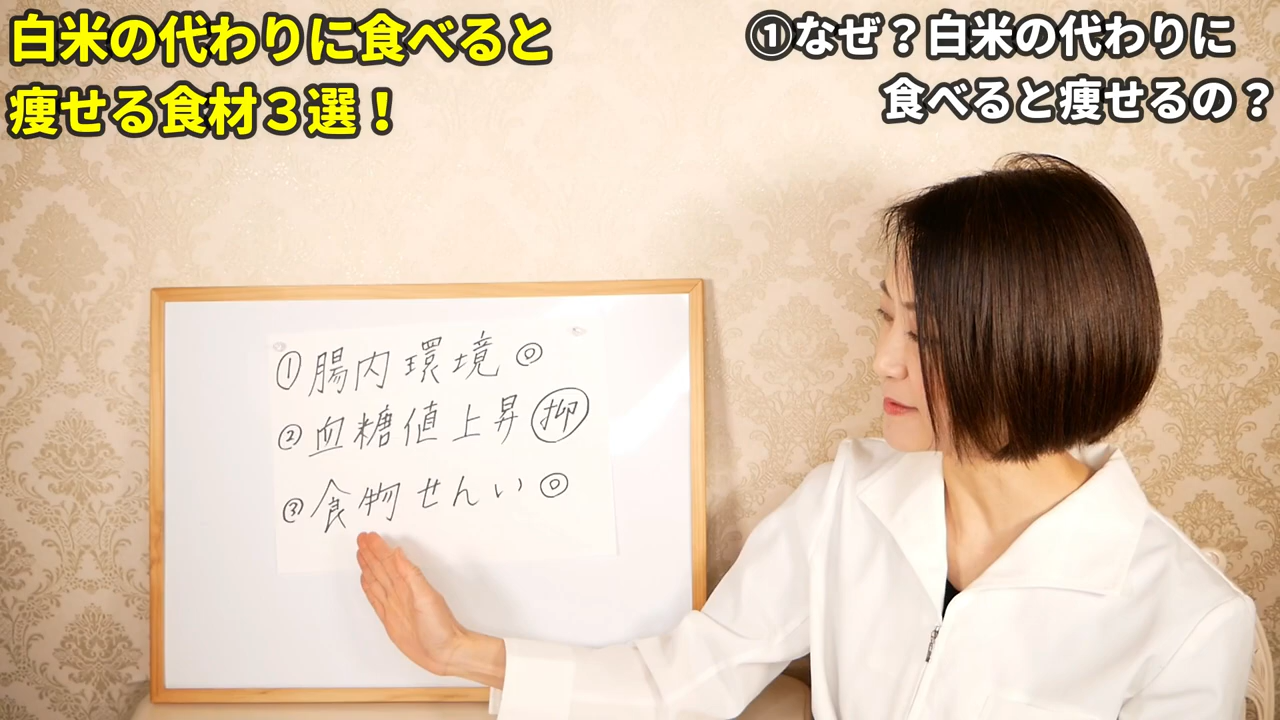 白米の代わりに食べると
痩せる食材３選！
①なぜ？白米の代わりに
食べると痩せるの？
①腸内環境◎
②血糖値上昇㊥抑
③食物せんい◎